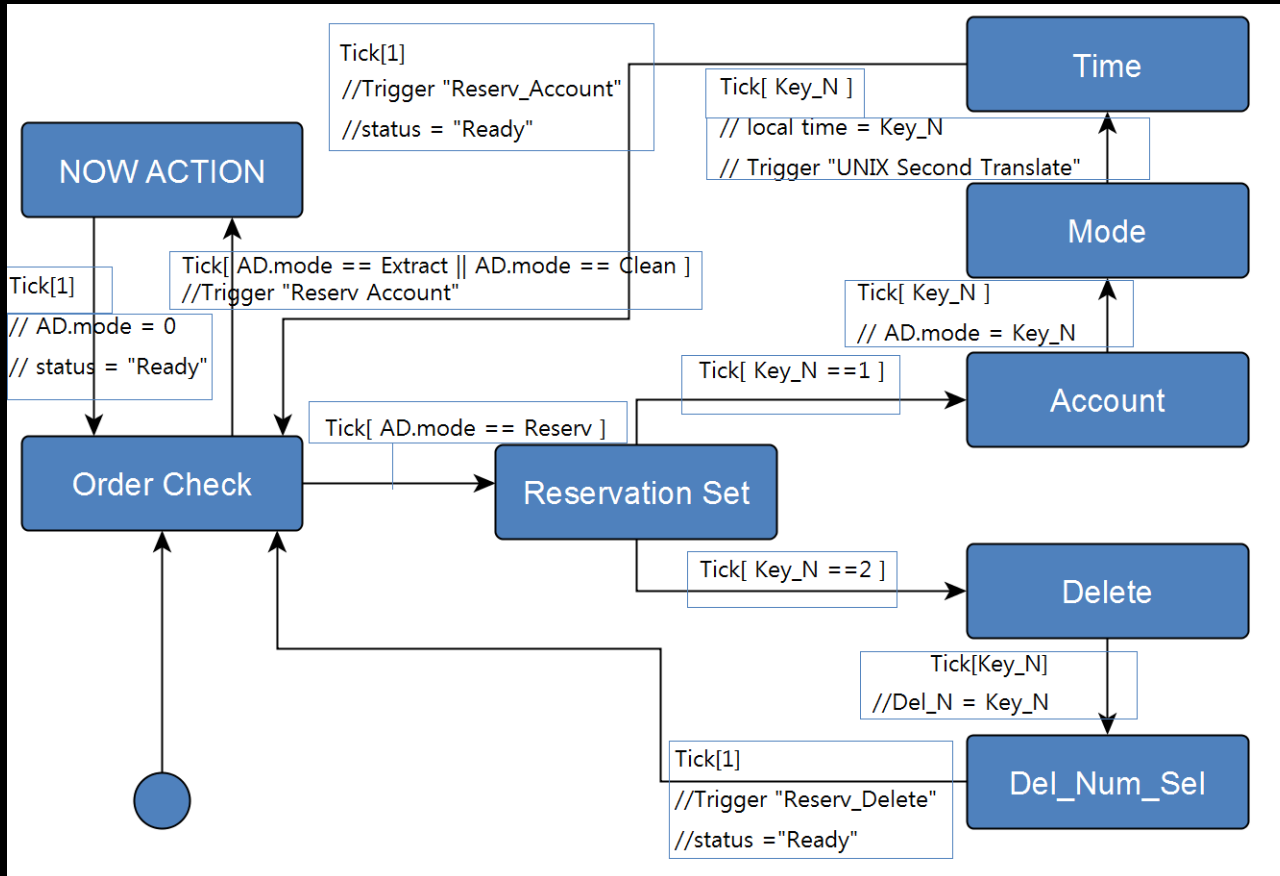 Tick[1]
//Trigger "Reserv_Account"
//status = "Ready"
Time
Tick[ Key_N ]
// local time = Key_N
// Trigger "UNIX Second Translate"
NOW ACTION
Mode
Tick[ AD.mode == Extract || AD.mode == Clean ]
//Trigger "Reserv Account"
Tick[1]
// AD.mode = 0
// status = "Ready"
Tick[ Key_N ]
// AD.mode = Key_N
Tick[ Key_N ==1 ]
Account
Tick[ AD.mode == Reserv ]
Order Check
Reservation Set
Tick[ Key_N ==2 ]
Delete
Tick[Key_N]
//Del_N = Key_N
Tick[1]
//Trigger "Reserv_Delete"
//status ="Ready"
Del_Num_Sel